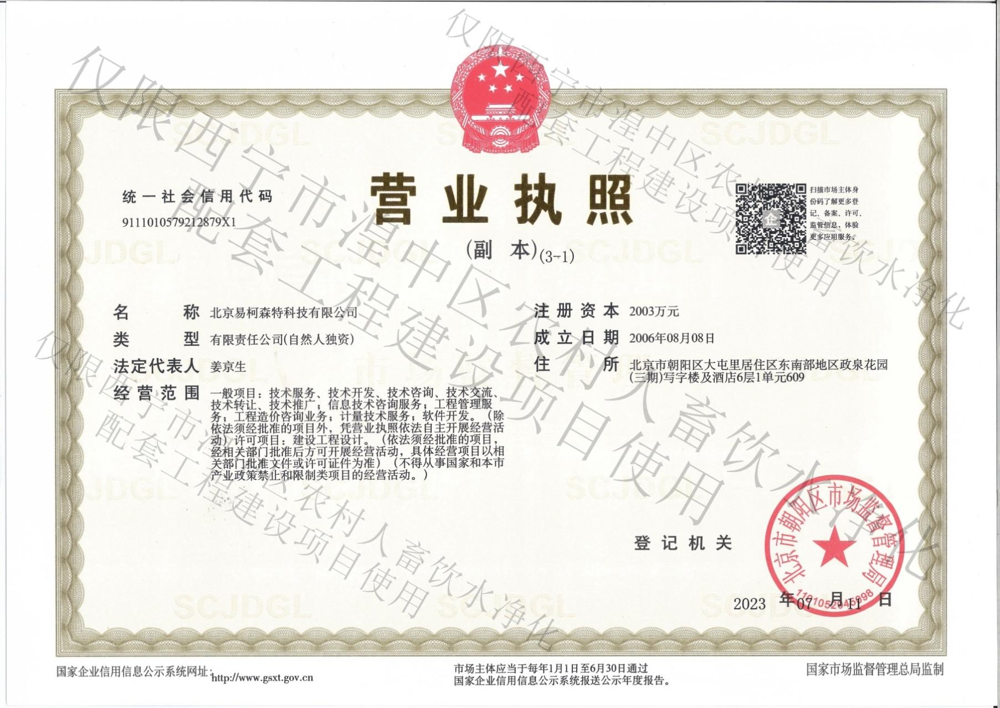 营业执照
(副 本)(3-1)
统一社会信用代码
9111010579212879X1
扫描市场主体身
份码了解更多登
记、备案、许可、
监管信息，体验
更多应用服务。
名称 北京易柯森特科技有限公司
类型 有限责任公司(自然人独资)
法定代表人 姜京生
经营范围 一般项目：技术服务、技术开发、技术咨询、技术交流、
技术转让、技术推广；信息技术咨询服务；工程管理服
务；工程造价咨询业务；计量技术服务；软件开发。（除
依法须经批准的项目外，凭营业执照依法自主开展经营活
动）许可项目：建设工程设计。（依法须经批准的项目，
经相关部门批准后方可开展经营活动，具体经营项目以相
关部门批准文件或许可证件为准）（不得从事国家和本市
产业政策禁止和限制类项目的经营活动。）
注册资本 2003万元
成立日期 2006年08月08日
住所 北京市朝阳区大屯里居住区东南部地区政泉花园
(三期)写字楼及酒店6层1单元609
登记机关
北京市朝阳区市场监督管理局
2023 年07 月11 日
国家企业信用信息公示系统网址：http://www.gsxt.gov.cn
市场主体应当于每年1月1日至6月30日通过
国家企业信用信息公示系统报送公示年度报告。
国家市场监督管理总局监制
仅限西宁市湟中区农村人畜饮水净化
配套工程建设项目使用
仅限西宁市湟中区农村人畜饮水净化
配套工程建设项目使用
仅限西宁市湟中区农村人畜饮水净化
配套工程建设项目使用